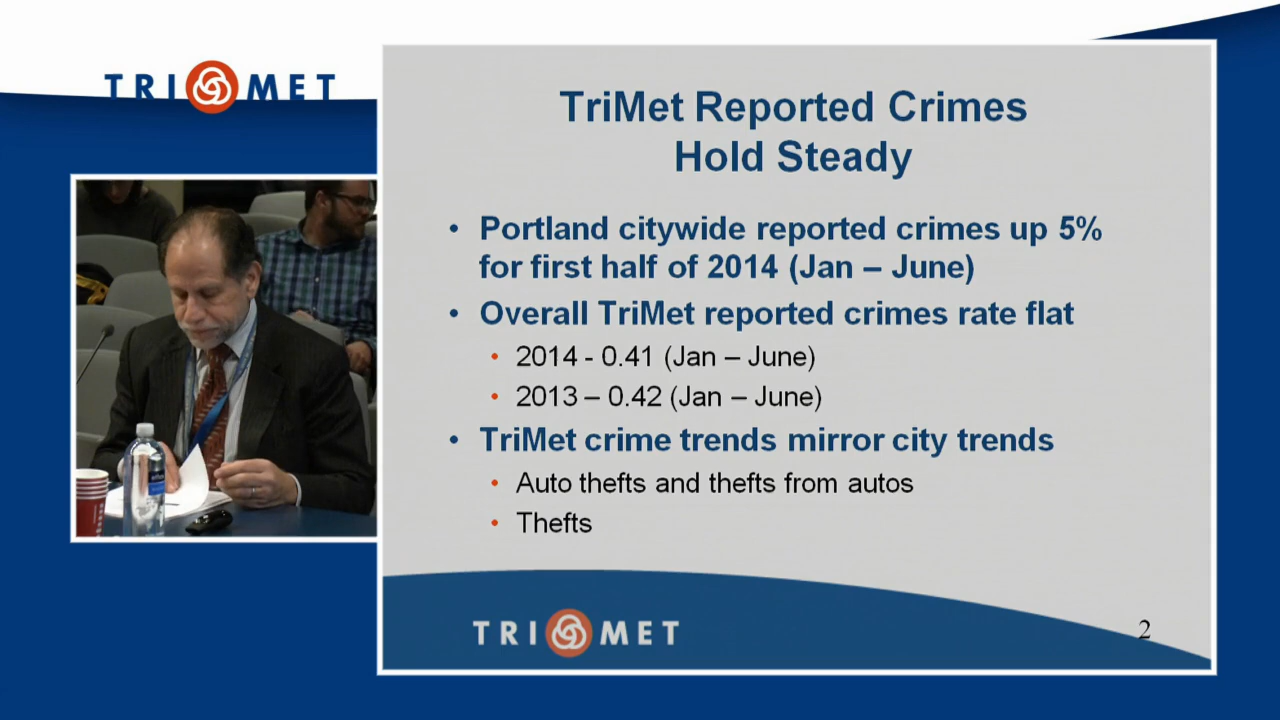 TRIMET
TriMet Reported Crimes
Hold Steady
• Portland citywide reported crimes up 5%
for first half of 2014 (Jan – June)
• Overall TriMet reported crimes rate flat
• 2014 - 0.41 (Jan – June)
• 2013 – 0.42 (Jan – June)
• TriMet crime trends mirror city trends
• Auto thefts and thefts from autos
• Thefts
TRIMET
2